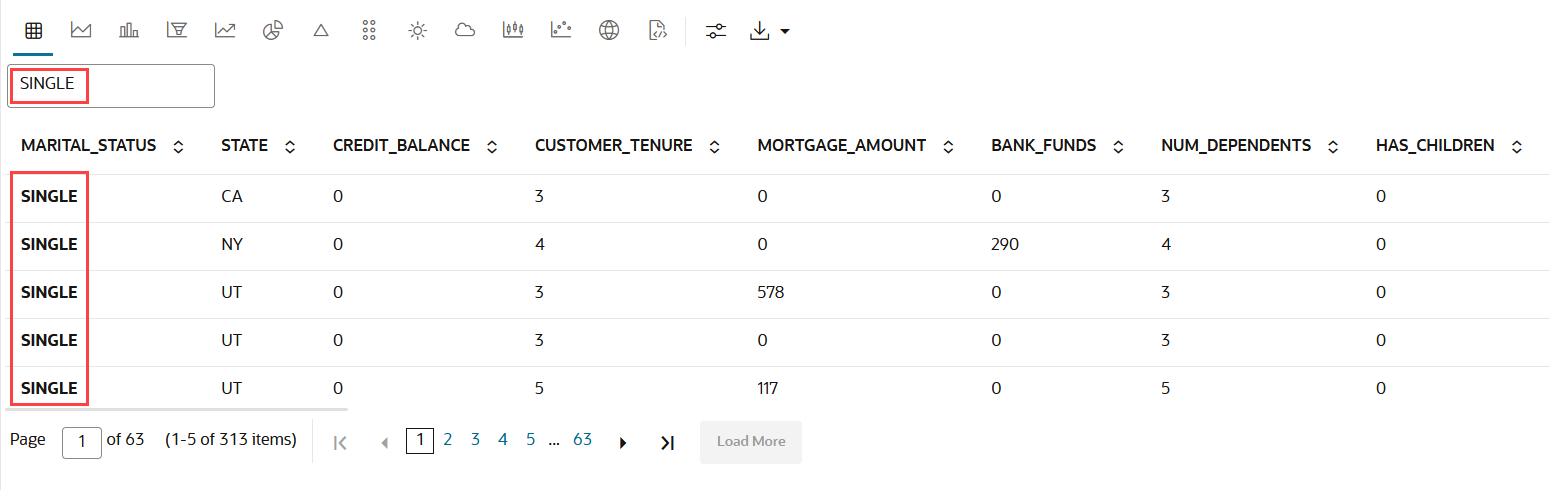 SINGLE
MARITAL_STATUS STATE CREDIT_BALANCE CUSTOMER_TENURE MORTGAGE_AMOUNT BANK_FUNDS NUM_DEPENDENTS HAS_CHILDREN
SINGLE CA 0 3 0 0 3 0
SINGLE NY 0 4 0 290 4 0
SINGLE UT 0 3 578 0 3 0
SINGLE UT 0 3 0 0 3 0
SINGLE UT 0 5 117 0 5 0
Page 1 of 63 (1-5 of 313 items) 1 2 3 4 5 ... 63 Load More